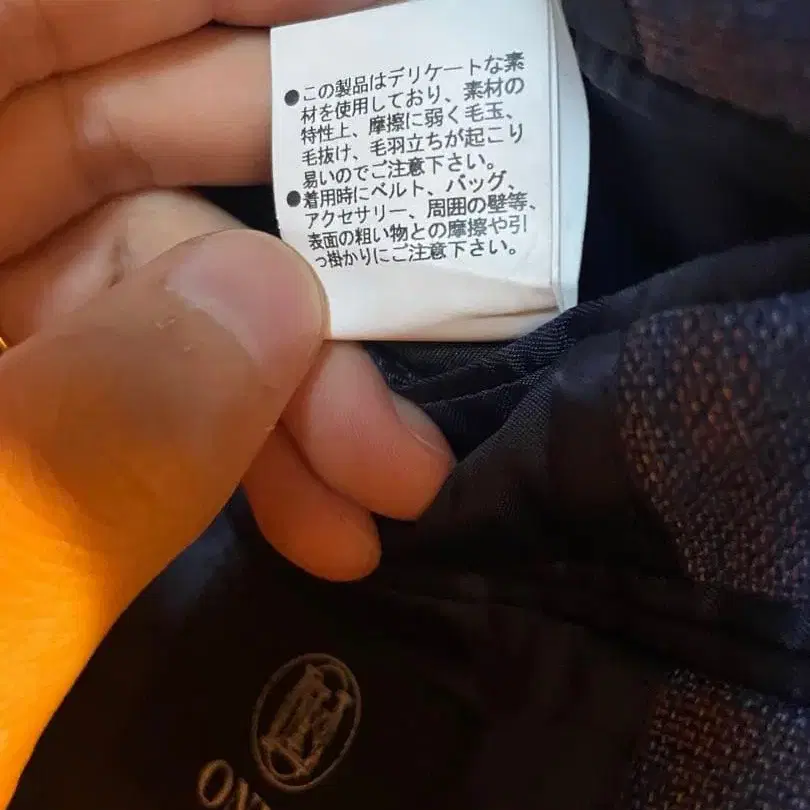 ●この製品はデリケートな素
材を使用しており、素材の
特性上、摩擦に弱く毛玉、
毛抜け、毛羽立ちが起こり
易いのでご注意下さい。
●着用時にベルト、バッグ、
アクセサリー、周囲の壁等、
表面の粗い物との摩擦や引
っ掛かりにご注意下さい。